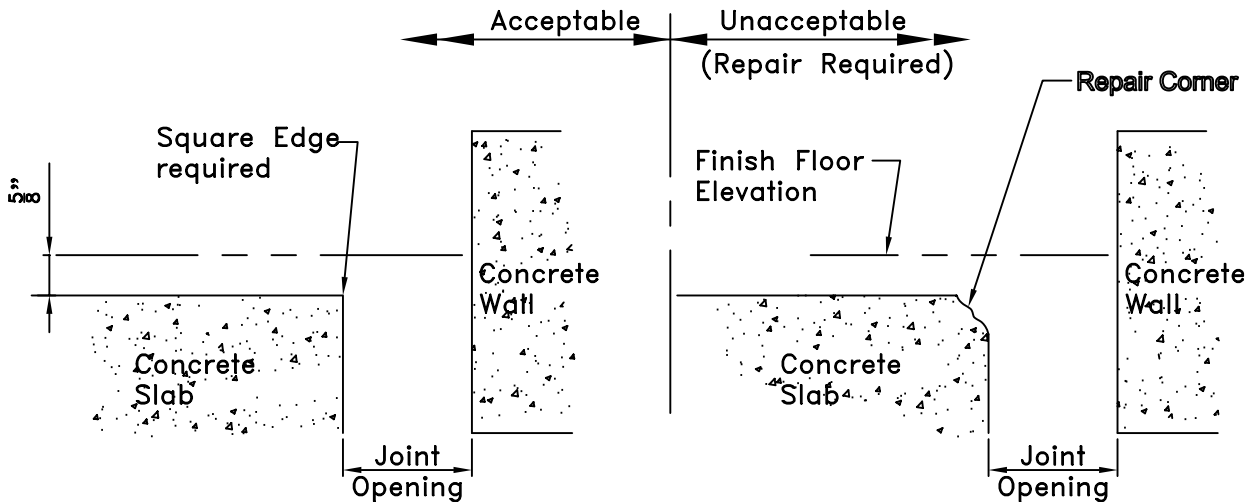 Acceptable
Unacceptable
(Repair Required)
Repair Corner
Square Edge
required
Finish Floor
Elevation
5/8"
Concrete
Wall
Concrete
Wall
Concrete
Slab
Concrete
Slab
Joint
Opening
Joint
Opening